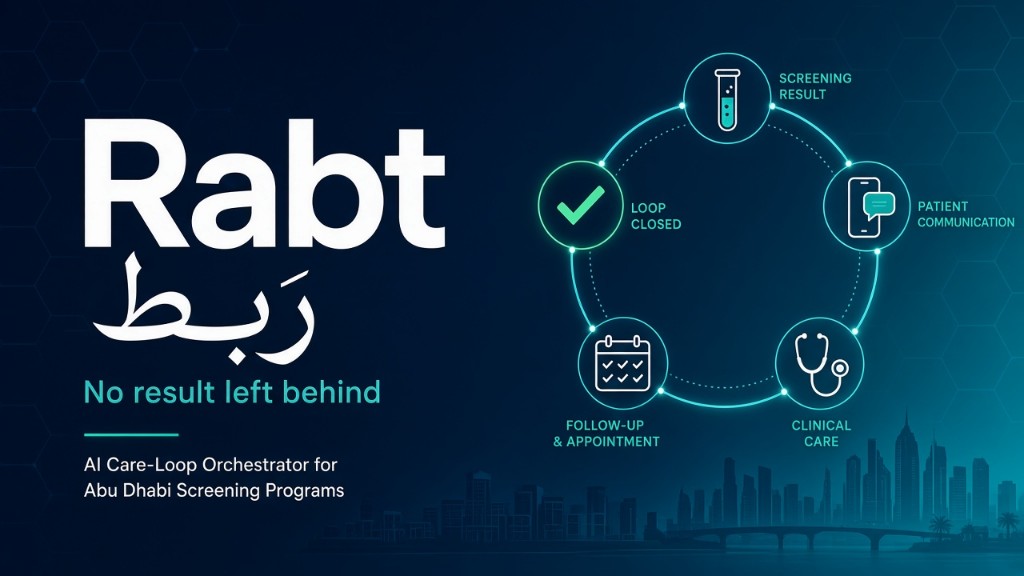 Rabt
رَبط
No result left behind
AI Care-Loop Orchestrator for
Abu Dhabi Screening Programs
SCREENING
RESULT
PATIENT
COMMUNICATION
CLINICAL
CARE
FOLLOW-UP
& APPOINTMENT
LOOP
CLOSED